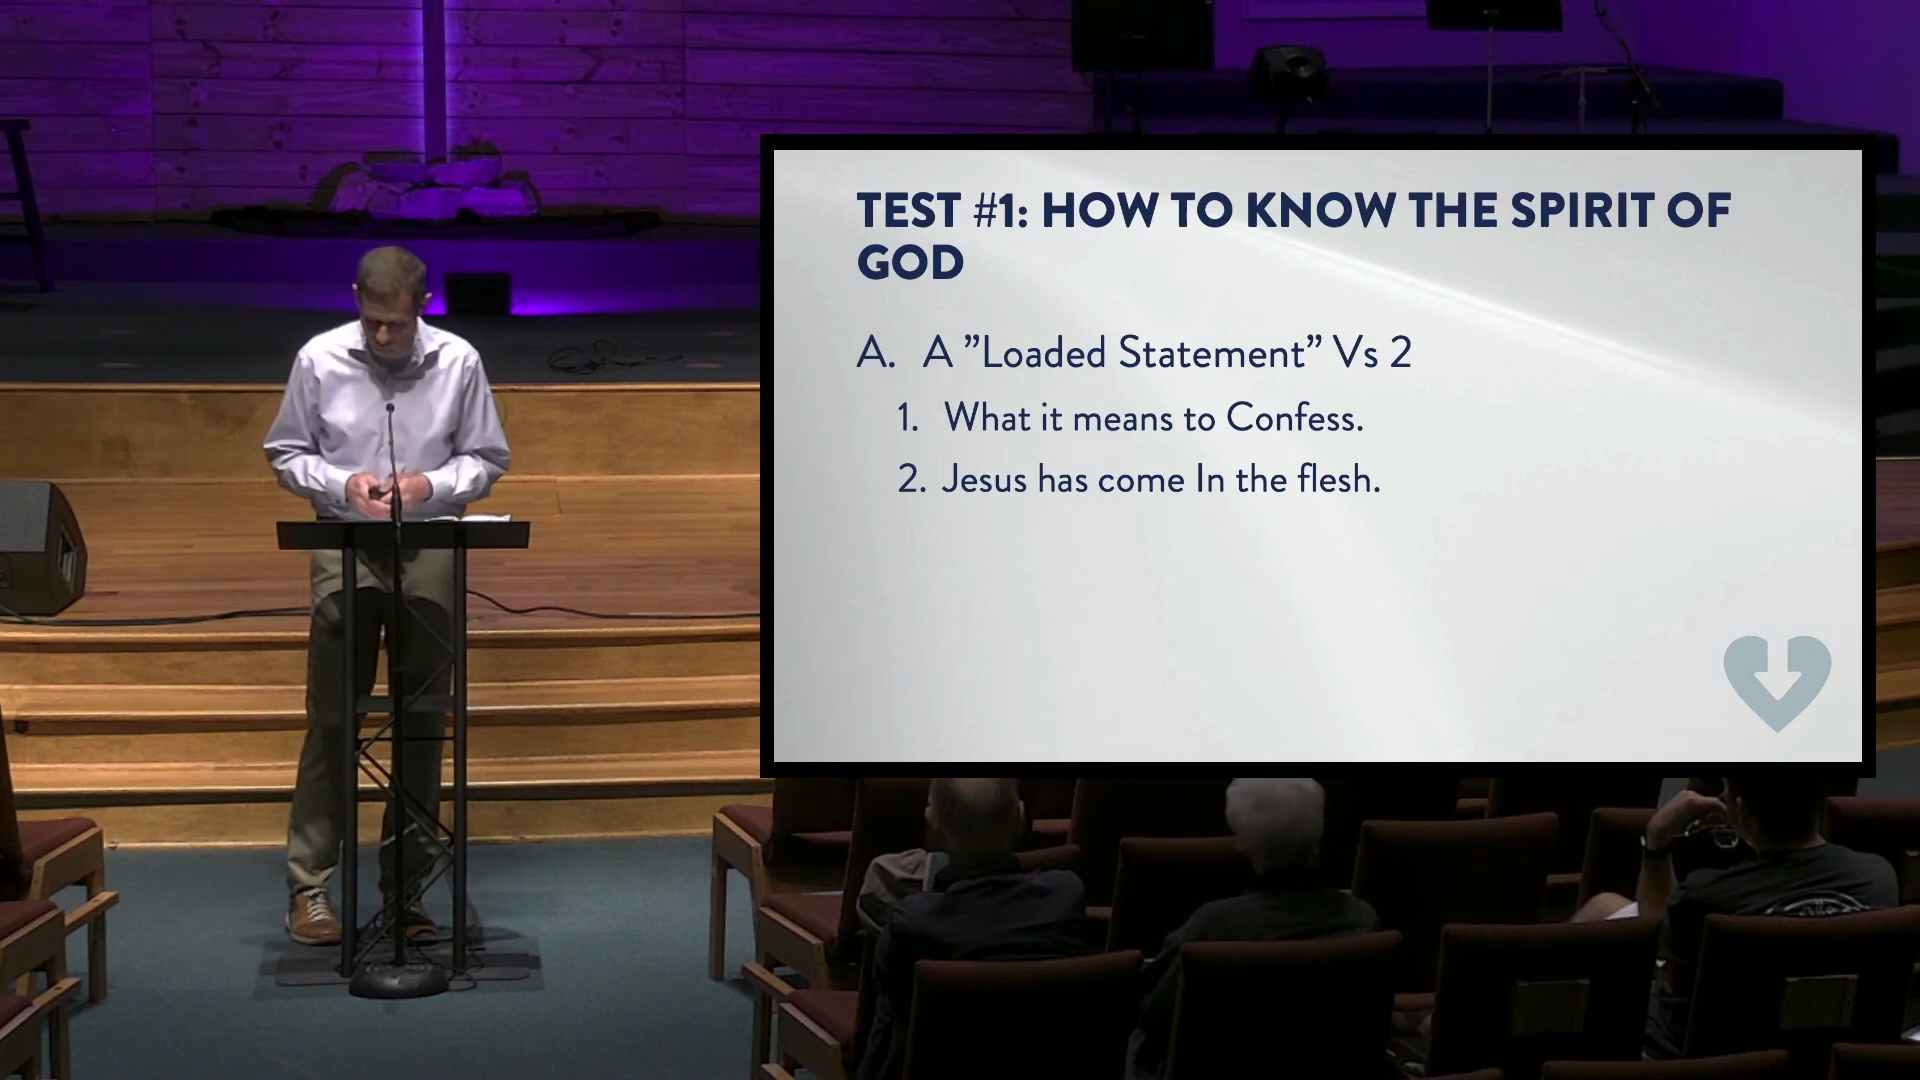 TEST #1: HOW TO KNOW THE SPIRIT OF
GOD
A. A ”Loaded Statement” Vs 2
1. What it means to Confess.
2. Jesus has come In the flesh.